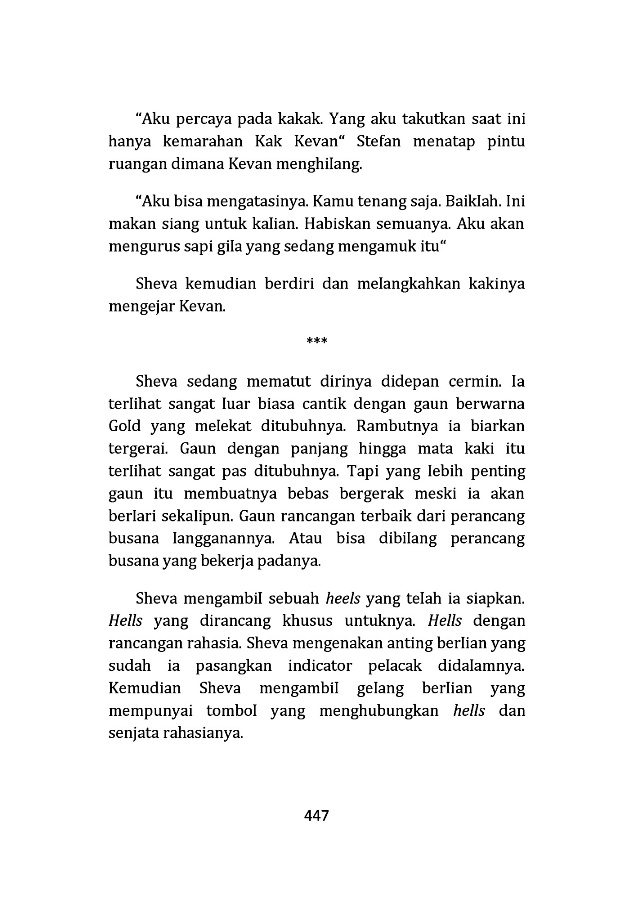 “Aku percaya pada kakak. Yang aku takutkan saat ini
hanya kemarahan Kak Kevan“ Stefan menatap pintu
ruangan dimana Kevan menghilang.
“Aku bisa mengatasinya. Kamu tenang saja. Baiklah. Ini
makan siang untuk kalian. Habiskan semuanya. Aku akan
mengurus sapi gila yang sedang mengamuk itu“
Sheva kemudian berdiri dan melangkahkan kakinya
mengejar Kevan.
***
Sheva sedang mematut dirinya didepan cermin. Ia
terlihat sangat luar biasa cantik dengan gaun berwarna
Gold yang melekat ditubuhnya. Rambutnya ia biarkan
tergerai. Gaun dengan panjang hingga mata kaki itu
terlihat sangat pas ditubuhnya. Tapi yang lebih penting
gaun itu membuatnya bebas bergerak meski ia akan
berlari sekalipun. Gaun rancangan terbaik dari perancang
busana langganannya. Atau bisa dibilang perancang
busana yang bekerja padanya.
Sheva mengambil sebuah heels yang telah ia siapkan.
Hells yang dirancang khusus untuknya. Hells dengan
rancangan rahasia. Sheva mengenakan anting berlian yang
sudah ia pasangkan indicator pelacak didalamnya.
Kemudian Sheva mengambil gelang berlian yang
mempunyai tombol yang menghubungkan hells dan
senjata rahasianya.
447